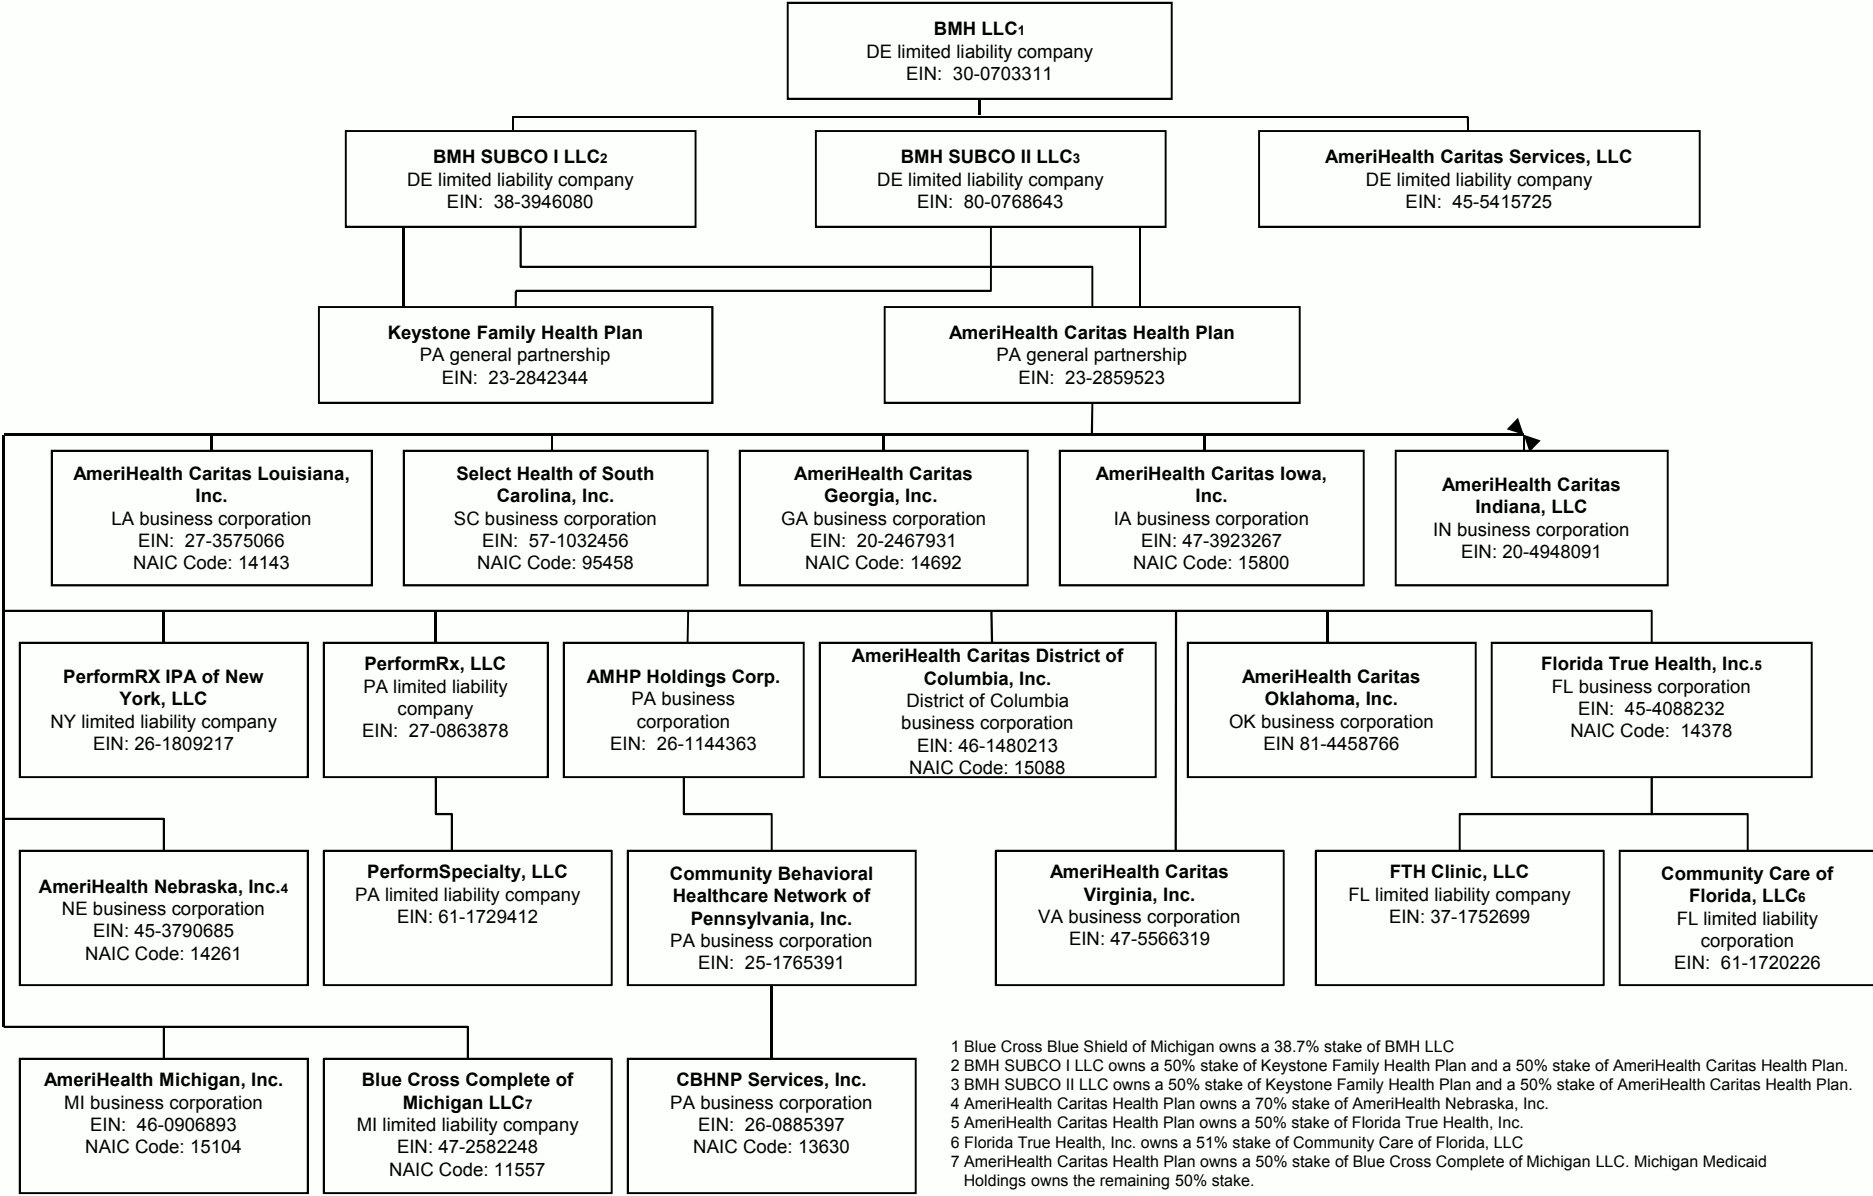 BMH LLC1
DE limited liability company
EIN: 30-0703311
BMH SUBCO I LLC2
DE limited liability company
EIN: 38-3946080
BMH SUBCO II LLC3
DE limited liability company
EIN: 80-0768643
AmeriHealth Caritas Services, LLC
DE limited liability company
EIN: 45-5415725
Keystone Family Health Plan
PA general partnership
EIN: 23-2842344
AmeriHealth Caritas Health Plan
PA general partnership
EIN: 23-2859523
AmeriHealth Caritas Louisiana,
Inc.
LA business corporation
EIN: 27-3575066
NAIC Code: 14143
Select Health of South
Carolina, Inc.
SC business corporation
EIN: 57-1032456
NAIC Code: 95458
AmeriHealth Caritas
Georgia, Inc.
GA business corporation
EIN: 20-2467931
NAIC Code: 14692
AmeriHealth Caritas Iowa,
Inc.
IA business corporation
EIN: 47-3923267
NAIC Code: 15800
AmeriHealth Caritas
Indiana, LLC
IN business corporation
EIN: 20-4948091
PerformRX IPA of New
York, LLC
NY limited liability company
EIN: 26-1809217
PerformRx, LLC
PA limited liability
company
EIN: 27-0863878
AMHP Holdings Corp.
PA business
corporation
EIN: 26-1144363
AmeriHealth Caritas District of
Columbia, Inc.
District of Columbia
business corporation
EIN: 46-1480213
NAIC Code: 15088
AmeriHealth Caritas
Oklahoma, Inc.
OK business corporation
EIN 81-4458766
Florida True Health, Inc.5
FL business corporation
EIN: 45-4088232
NAIC Code: 14378
AmeriHealth Nebraska, Inc.4
NE business corporation
EIN: 45-3790685
NAIC Code: 14261
PerformSpecialty, LLC
PA limited liability company
EIN: 61-1729412
Community Behavioral
Healthcare Network of
Pennsylvania, Inc.
PA business corporation
EIN: 25-1765391
AmeriHealth Caritas
Virginia, Inc.
VA business corporation
EIN: 47-5566319
FTH Clinic, LLC
FL limited liability company
EIN: 37-1752699
Community Care of
Florida, LLC6
FL limited liability
corporation
EIN: 61-1720226
AmeriHealth Michigan, Inc.
MI business corporation
EIN: 46-0906893
NAIC Code: 15104
Blue Cross Complete of
Michigan LLC7
MI limited liability company
EIN: 47-2582248
NAIC Code: 11557
CBHNP Services, Inc.
PA business corporation
EIN: 26-0885397
NAIC Code: 13630
1 Blue Cross Blue Shield of Michigan owns a 38.7% stake of BMH LLC
2 BMH SUBCO I LLC owns a 50% stake of Keystone Family Health Plan and a 50% stake of AmeriHealth Caritas Health Plan.
3 BMH SUBCO II LLC owns a 50% stake of Keystone Family Health Plan and a 50% stake of AmeriHealth Caritas Health Plan.
4 AmeriHealth Caritas Health Plan owns a 70% stake of AmeriHealth Nebraska, Inc.
5 AmeriHealth Caritas Health Plan owns a 50% stake of Florida True Health, Inc.
6 Florida True Health, Inc. owns a 51% stake of Community Care of Florida, LLC
7 AmeriHealth Caritas Health Plan owns a 50% stake of Blue Cross Complete of Michigan LLC. Michigan Medicaid
Holdings owns the remaining 50% stake.